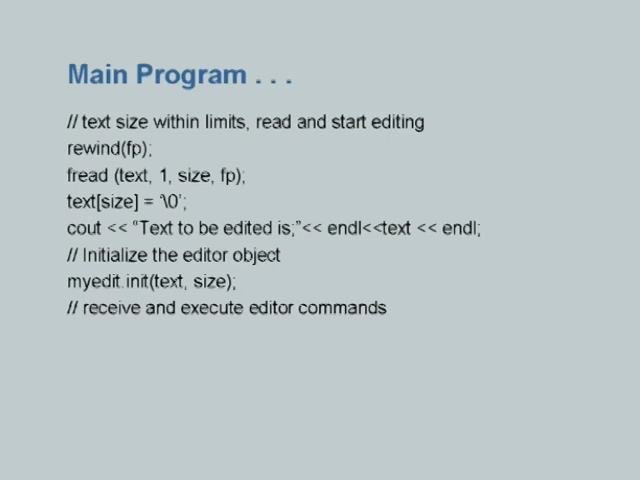 Main Program . . .
// text size within limits, read and start editing
rewind(fp);
fread (text, 1, size, fp);
text[size] = ‘\0’;
cout << “Text to be edited is;”<< endl<<text << endl;
// Initialize the editor object
myedit.init(text, size);
// receive and execute editor commands